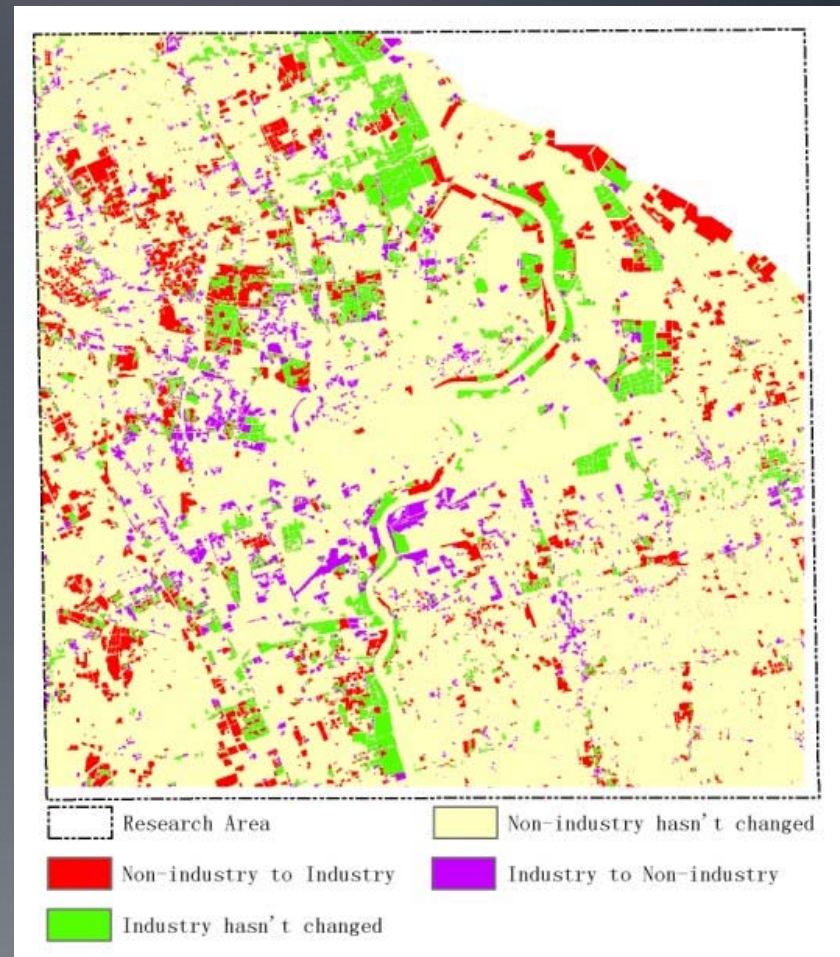 Research Area
Non-industry hasn't changed
Non-industry to Industry
Industry to Non-industry
Industry hasn't changed